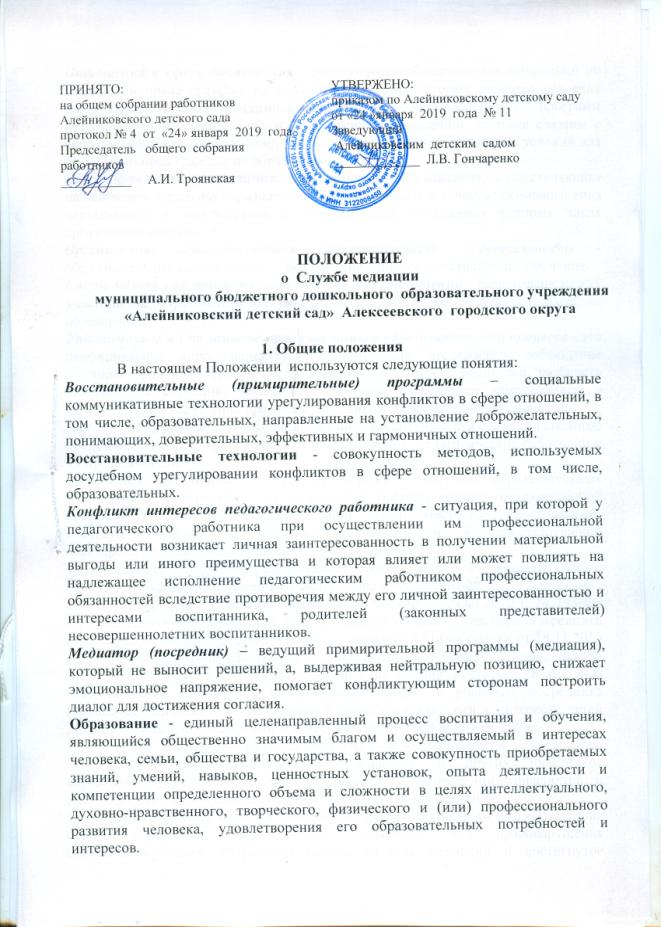 ПРИНЯТО:
на общем собрании работников
Алейниковского детского сада
протокол № 4 от «24» января 2019 года
Председатель общего собрания
работников
А.И. Троянская
УТВЕРЖДЕНО:
приказом по Алейниковскому детскому саду
от «24» января 2019 года № 11
Заведующий
Алейниковским детским садом
Л.В. Гончаренко
АЛЕЙНИКОВСКИЙ
ДЕТСКИЙ
САД
ИНН 3122008450
ПОЛОЖЕНИЕ
о Службе медиации
муниципального бюджетного дошкольного образовательного учреждения
«Алейниковский детский сад» Алексеевского городского округа
1. Общие положения
В настоящем Положении используются следующие понятия:
Восстановительные (примирительные) программы – социальные
коммуникативные технологии урегулирования конфликтов в сфере отношений, в
том числе, образовательных, направленные на установление доброжелательных,
понимающих, доверительных, эффективных и гармоничных отношений.
Восстановительные технологии - совокупность методов, используемых
досудебном урегулировании конфликтов в сфере отношений, в том числе,
образовательных.
Конфликт интересов педагогического работника - ситуация, при которой у
педагогического работника при осуществлении им профессиональной
деятельности возникает личная заинтересованность в получении материальной
выгоды или иного преимущества и которая влияет или может повлиять на
надлежащее исполнение педагогическим работником профессиональных
обязанностей вследствие противоречия между его личной заинтересованностью и
интересами воспитанника, родителей (законных представителей)
несовершеннолетних воспитанников.
Медиатор (посредник) – ведущий примирительной программы (медиация),
который не выносит решений, а, выдерживая нейтральную позицию, снижает
эмоциональное напряжение, помогает конфликтующим сторонам построить
диалог для достижения согласия.
Образование - единый целенаправленный процесс воспитания и обучения,
являющийся общественно значимым благом и осуществляемый в интересах
человека, семьи, общества и государства, а также совокупность приобретаемых
знаний, умений, навыков, ценностных установок, опыта деятельности и
компетенции определенного объема и сложности в целях интеллектуального,
духовно-нравственного, творческого, физического и (или) профессионального
развития человека, удовлетворения его образовательных потребностей и
интересов.